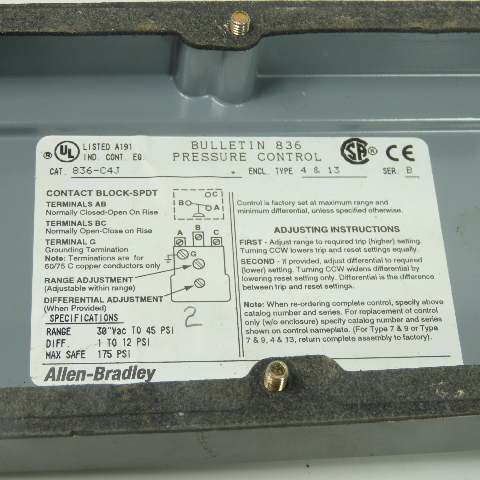 UL LISTED A191 BULLETIN 836
IND. CONT. EQ. PRESSURE CONTROL
CAT. 836-C4J ENCL. TYPE 4 & 13 SER. B
CONTACT BLOCK-SPDT
TERMINALS AB
Normally Closed-Open On Rise
TERMINALS BC
Normally Open-Close on Rise
TERMINAL G
Grounding Termination
Note: Terminations are for
60/75 C copper conductors only
RANGE ADJUSTMENT
(Adjustable within range)
DIFFERENTIAL ADJUSTMENT
(When Provided)
SPECIFICATIONS
RANGE 30"Vac TO 45 PSI
DIFF. 1 TO 12 PSI
MAX SAFE 175 PSI
Allen-Bradley
OC
B
A
A B C
G
2
Control is factory set at maximum range and
minimum differential, unless specified otherwise.
ADJUSTING INSTRUCTIONS
FIRST - Adjust range to required trip (higher) setting.
Turning CCW lowers trip and reset settings equally.
SECOND - If provided, adjust differential to required
(lower) setting. Turning CCW widens differential by
lowering reset setting only. Differential is the difference
between trip and reset settings.
Note: When re-ordering complete control, specify above
catalog number and series. For replacement of control
only (w/o enclosure) specify catalog number and series
shown on control nameplate. (For Type 7 & 9 or Type
7 & 9, 4 & 13, return complete assembly to factory).